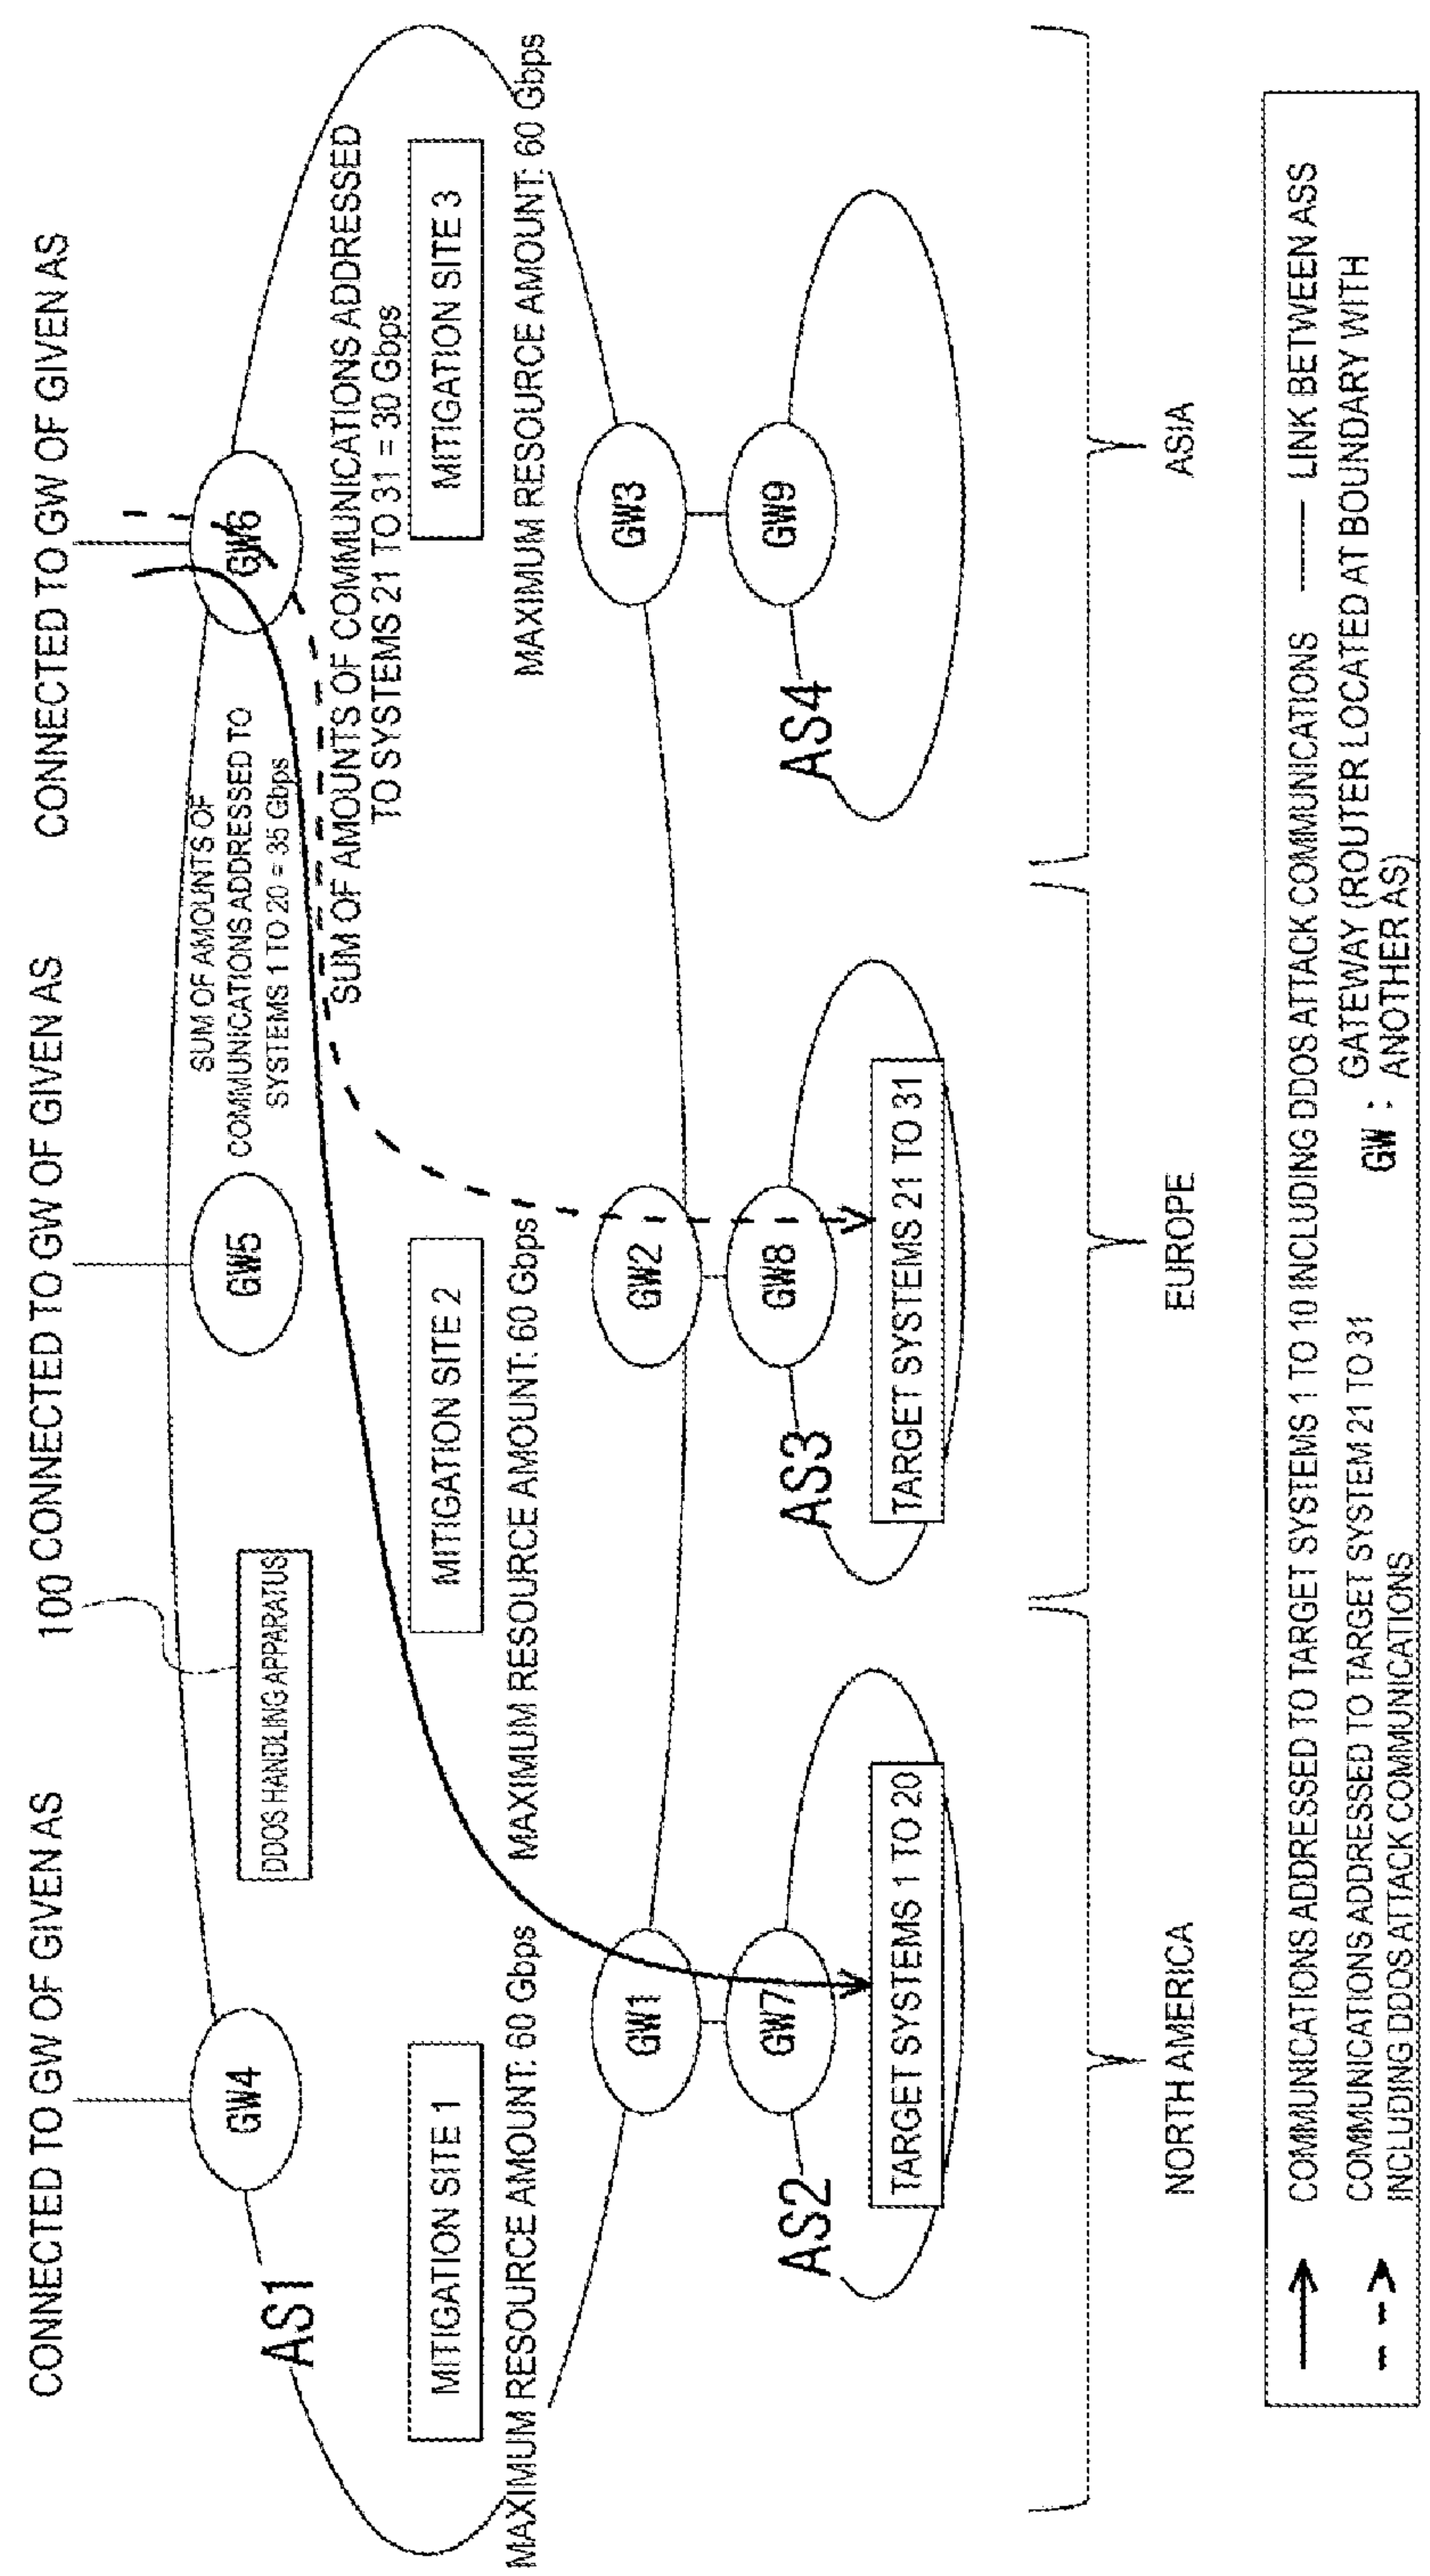 CONNECTED TO GW OF GIVEN AS
CONNECTED TO GW OF GIVEN AS
CONNECTED TO GW OF GIVEN AS
100
GW4
GW5
GW6
AS1
DDOS HANDLING APPARATUS
SUM OF AMOUNTS OF
COMMUNICATIONS ADDRESSED TO
SYSTEMS 1 TO 20 = 35 Gbps
SUM OF AMOUNTS OF COMMUNICATIONS ADDRESSED
TO SYSTEMS 21 TO 31 = 30 Gbps
MITIGATION SITE 1
MITIGATION SITE 2
MITIGATION SITE 3
MAXIMUM RESOURCE AMOUNT: 60 Gbps
MAXIMUM RESOURCE AMOUNT: 60 Gbps
MAXIMUM RESOURCE AMOUNT: 60 Gbps
GW1
GW2
GW3
GW7
GW8
GW9
AS2
AS3
AS4
TARGET SYSTEMS 1 TO 20
TARGET SYSTEMS 21 TO 31
NORTH AMERICA
EUROPE
ASIA
COMMUNICATIONS ADDRESSED TO TARGET SYSTEMS 1 TO 10 INCLUDING DDOS ATTACK COMMUNICATIONS
LINK BETWEEN ASS
COMMUNICATIONS ADDRESSED TO TARGET SYSTEM 21 TO 31
INCLUDING DDOS ATTACK COMMUNICATIONS
GW : GATEWAY (ROUTER LOCATED AT BOUNDARY WITH
ANOTHER AS)